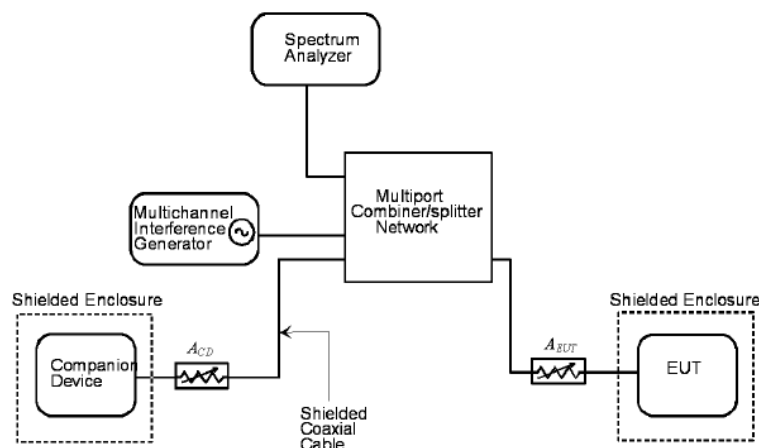 Spectrum
Analyzer
Multiport
Combiner/splitter
Network
Multichannel
Interference
Generator
Shielded Enclosure
Shielded Enclosure
A_CD
A_EUT
Companion
Device
EUT
Shielded
Coaxial
Cable